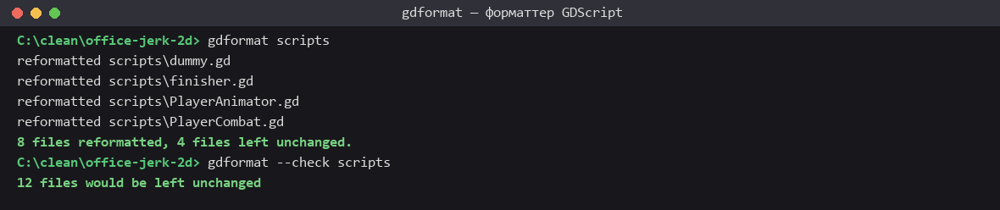 gdformat — форматтер GDScript
C:\clean\office-jerk-2d> gdformat scripts
reformatted scripts\dummy.gd
reformatted scripts\finisher.gd
reformatted scripts\PlayerAnimator.gd
reformatted scripts\PlayerCombat.gd
8 files reformatted, 4 files left unchanged.
C:\clean\office-jerk-2d> gdformat --check scripts
12 files would be left unchanged